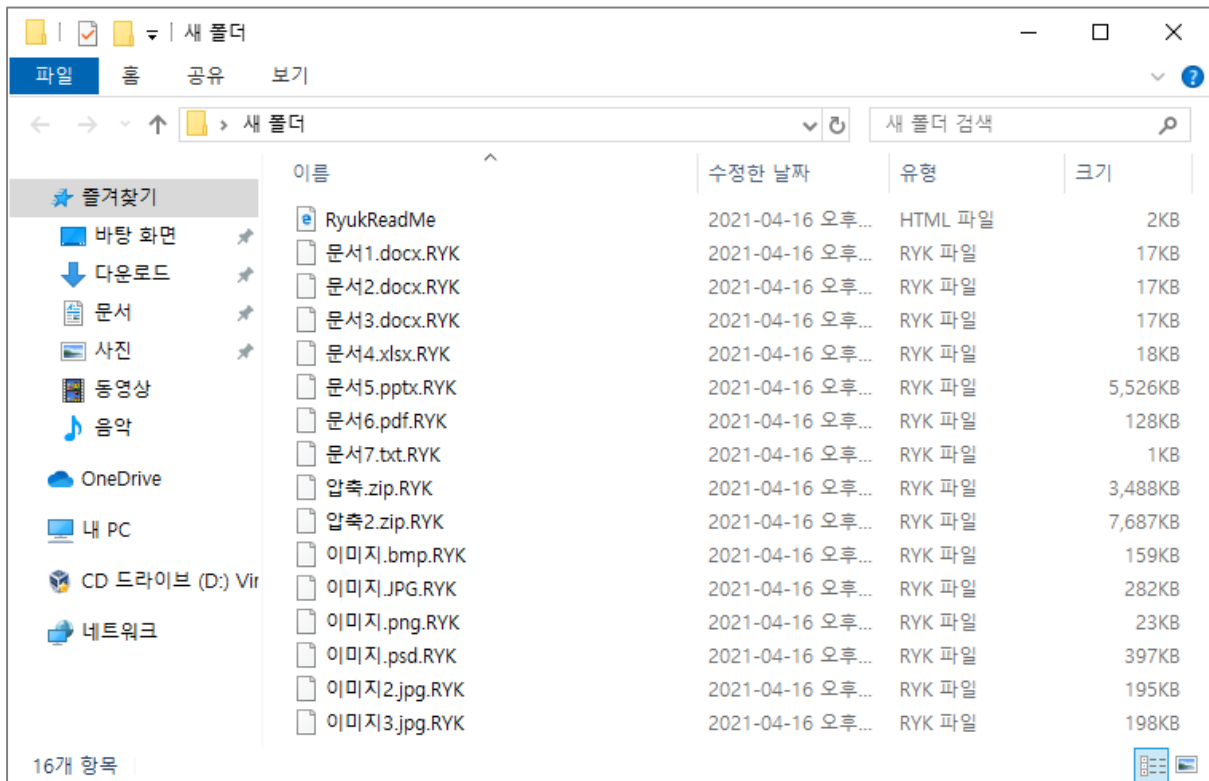 새 폴더
파일 홈 공유 보기
새 폴더 새 폴더 검색
이름 수정한 날짜 유형 크기
즐겨찾기
바탕 화면
다운로드
문서
사진
동영상
음악
OneDrive
내 PC
CD 드라이브 (D:) Vir
네트워크
RyukReadMe 2021-04-16 오후... HTML 파일 2KB
문서1.docx.RYK 2021-04-16 오후... RYK 파일 17KB
문서2.docx.RYK 2021-04-16 오후... RYK 파일 17KB
문서3.docx.RYK 2021-04-16 오후... RYK 파일 17KB
문서4.xlsx.RYK 2021-04-16 오후... RYK 파일 18KB
문서5.pptx.RYK 2021-04-16 오후... RYK 파일 5,526KB
문서6.pdf.RYK 2021-04-16 오후... RYK 파일 128KB
문서7.txt.RYK 2021-04-16 오후... RYK 파일 1KB
압축.zip.RYK 2021-04-16 오후... RYK 파일 3,488KB
압축2.zip.RYK 2021-04-16 오후... RYK 파일 7,687KB
이미지.bmp.RYK 2021-04-16 오후... RYK 파일 159KB
이미지.JPG.RYK 2021-04-16 오후... RYK 파일 282KB
이미지.png.RYK 2021-04-16 오후... RYK 파일 23KB
이미지.psd.RYK 2021-04-16 오후... RYK 파일 397KB
이미지2.jpg.RYK 2021-04-16 오후... RYK 파일 195KB
이미지3.jpg.RYK 2021-04-16 오후... RYK 파일 198KB
16개 항목